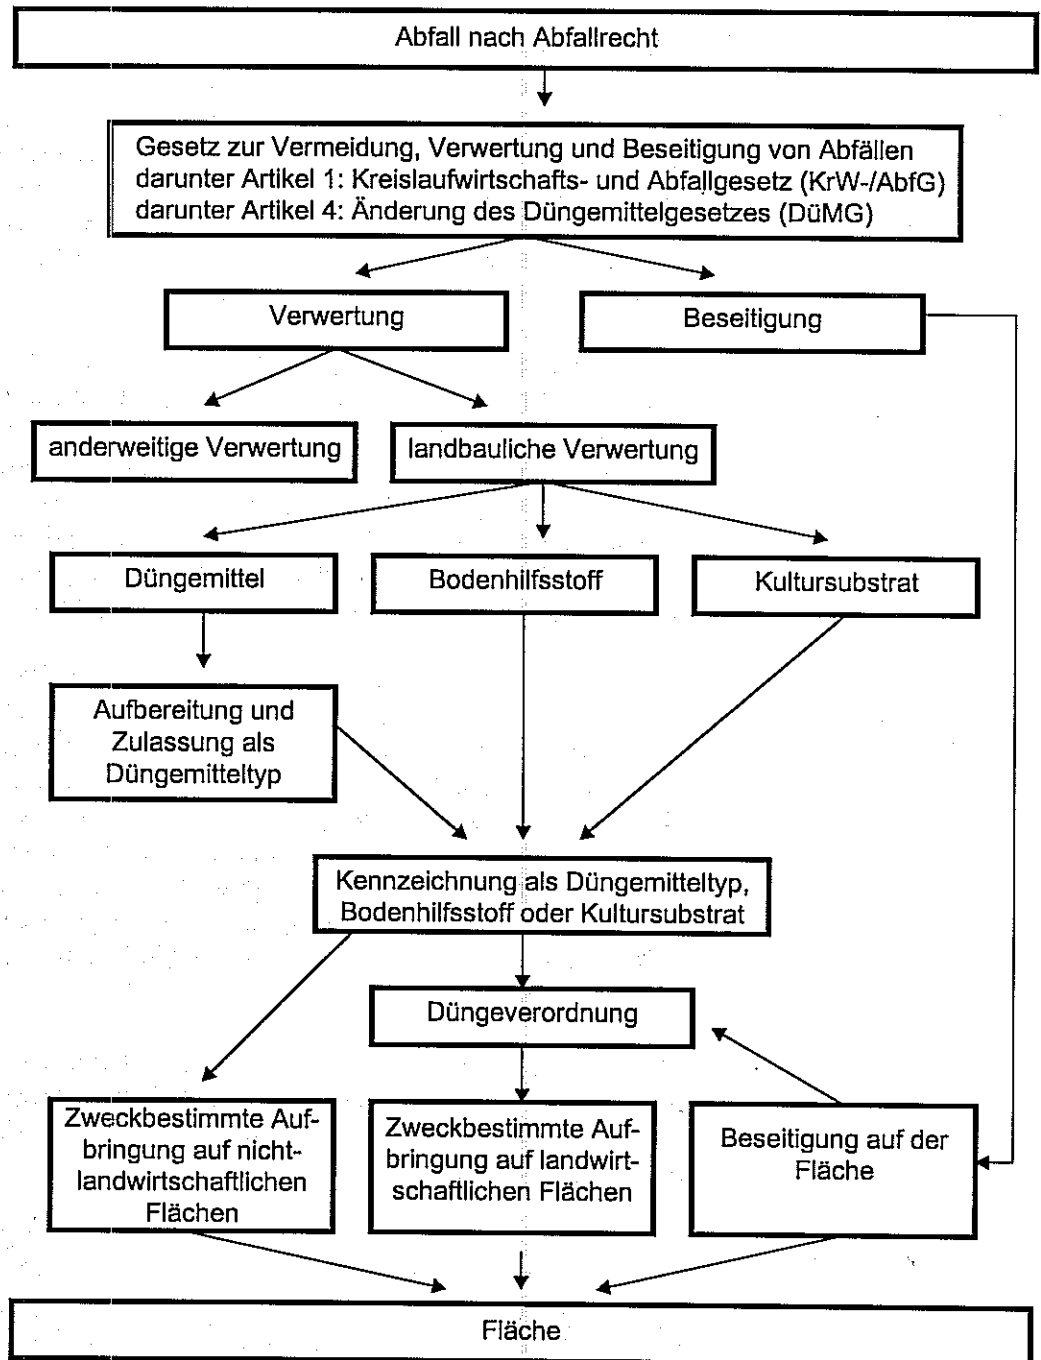 Abfall nach Abfallrecht
Gesetz zur Vermeidung, Verwertung und Beseitigung von Abfällen
darunter Artikel 1: Kreislaufwirtschafts- und Abfallgesetz (KrW-/AbfG)
darunter Artikel 4: Änderung des Düngemittelgesetzes (DüMG)
Verwertung
Beseitigung
anderweitige Verwertung
landbauliche Verwertung
Düngemittel
Bodenhilfsstoff
Kultursubstrat
Aufbereitung und
Zulassung als
Düngemitteltyp
Kennzeichnung als Düngemitteltyp,
Bodenhilfsstoff oder Kultursubstrat
Düngeverordnung
Zweckbestimmte Auf-
bringung auf nicht-
landwirtschaftlichen
Flächen
Zweckbestimmte Auf-
bringung auf landwirt-
schaftlichen Flächen
Beseitigung auf der
Fläche
Fläche